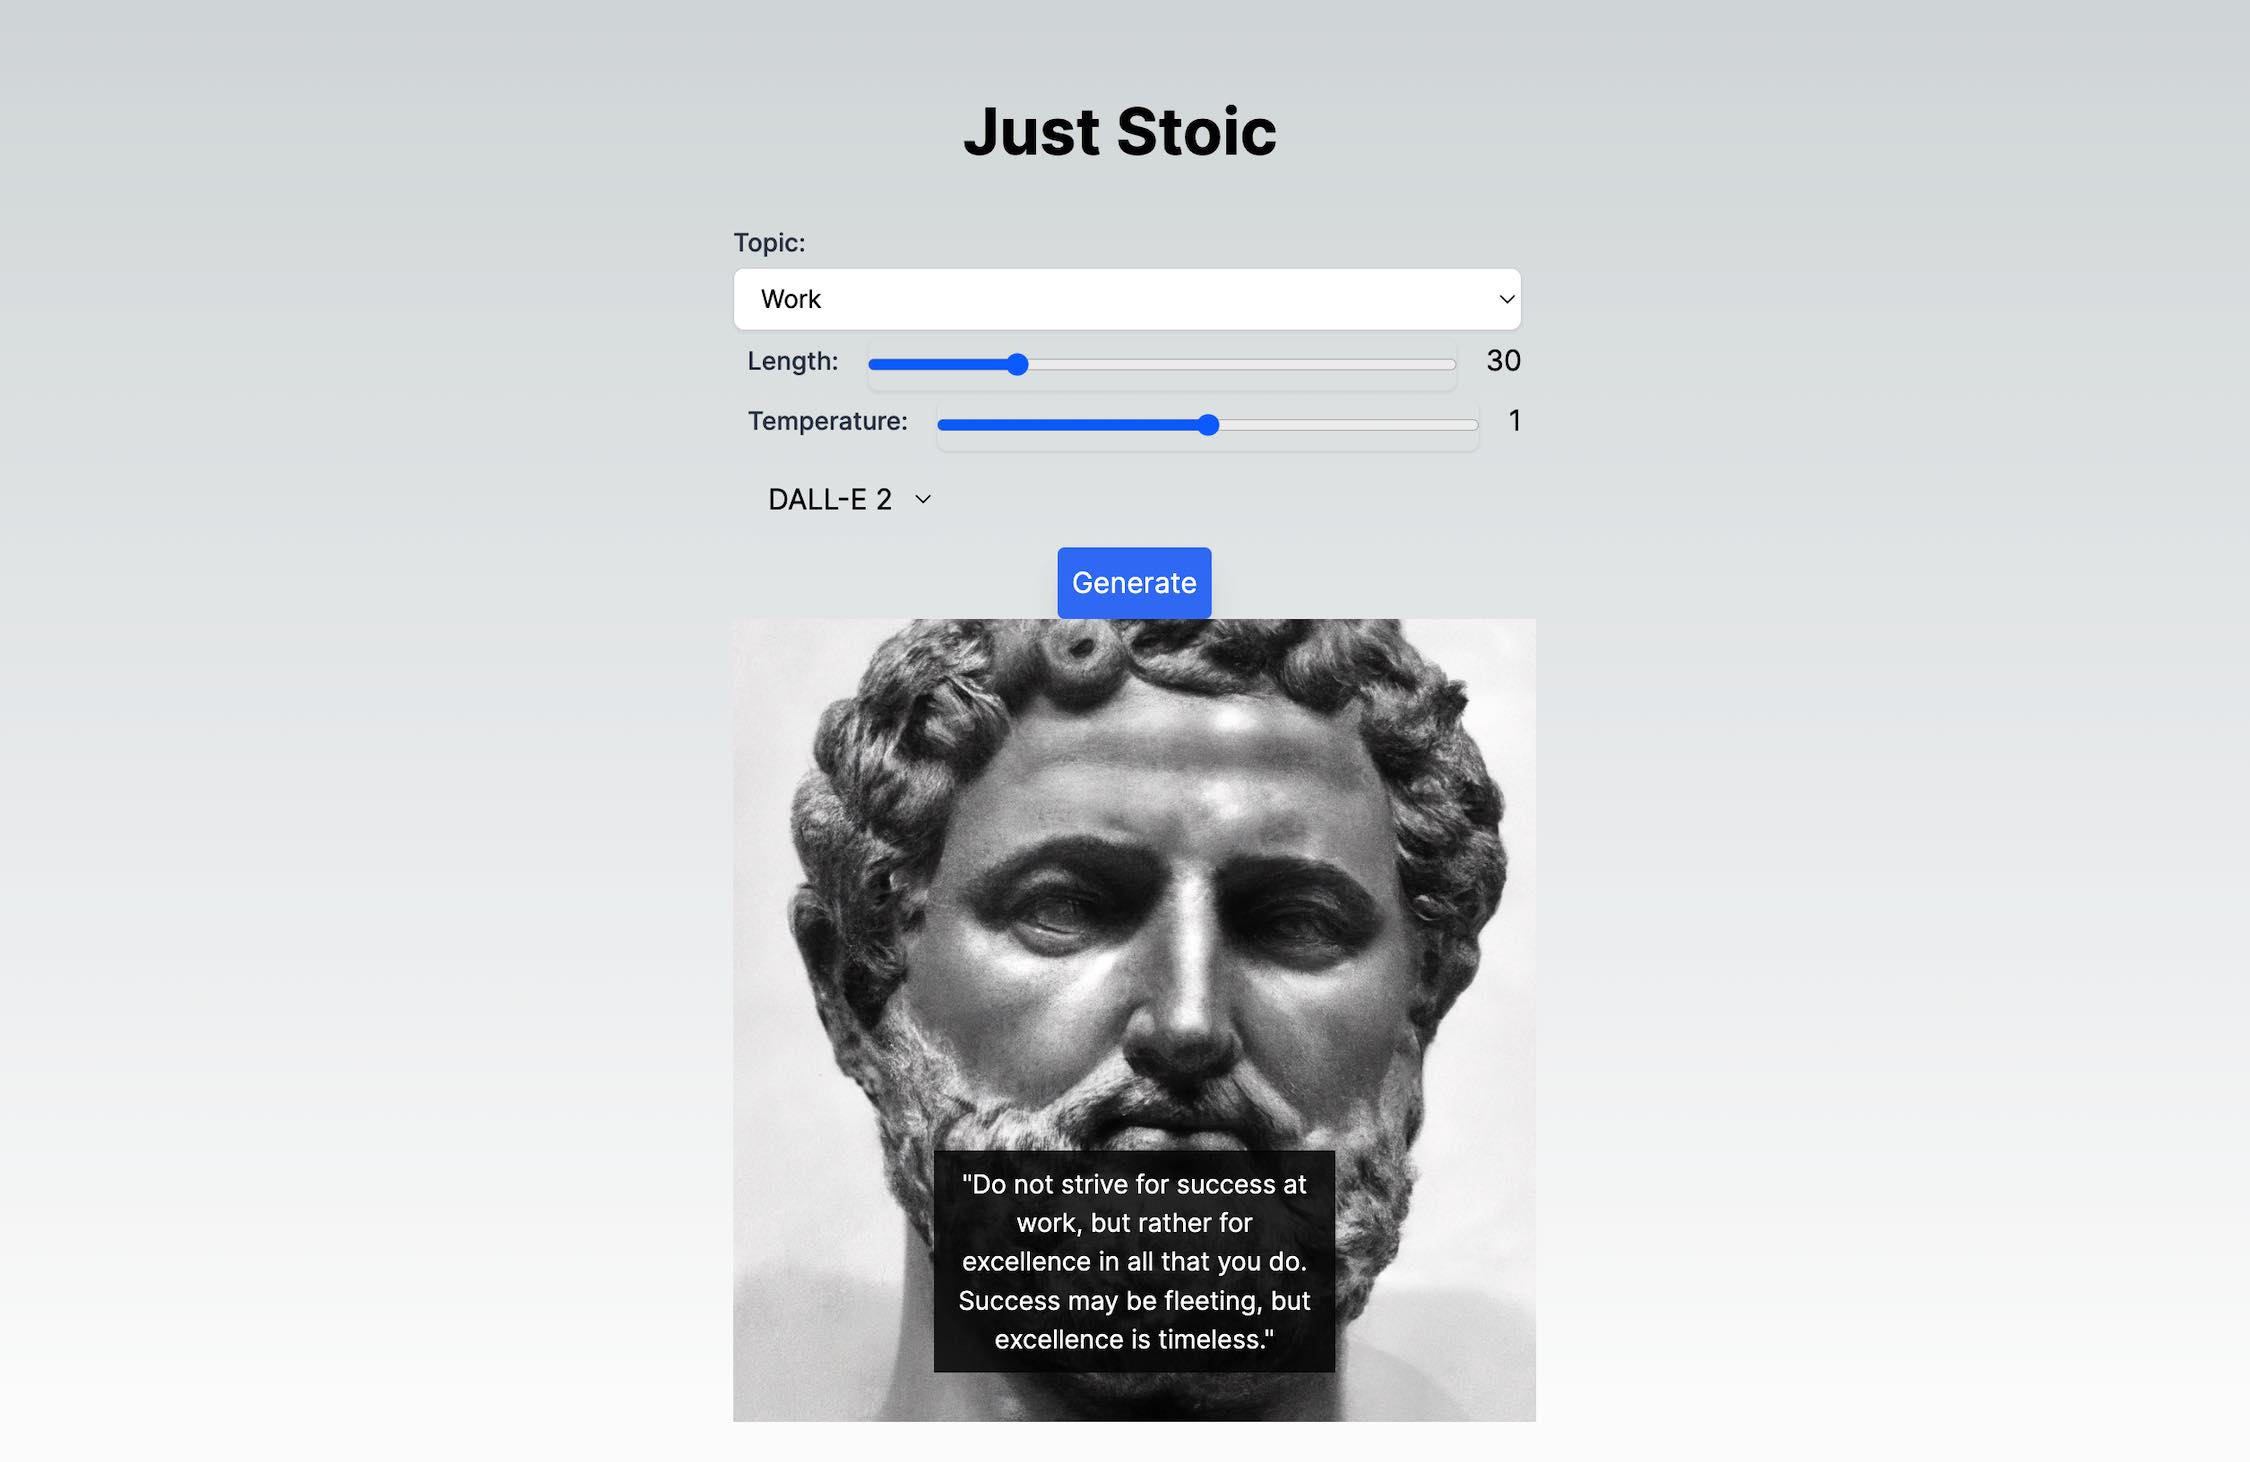 Just Stoic
Topic:
Work
Length:
30
Temperature:
1
DALL-E 2
Generate
"Do not strive for success at
work, but rather for
excellence in all that you do.
Success may be fleeting, but
excellence is timeless."